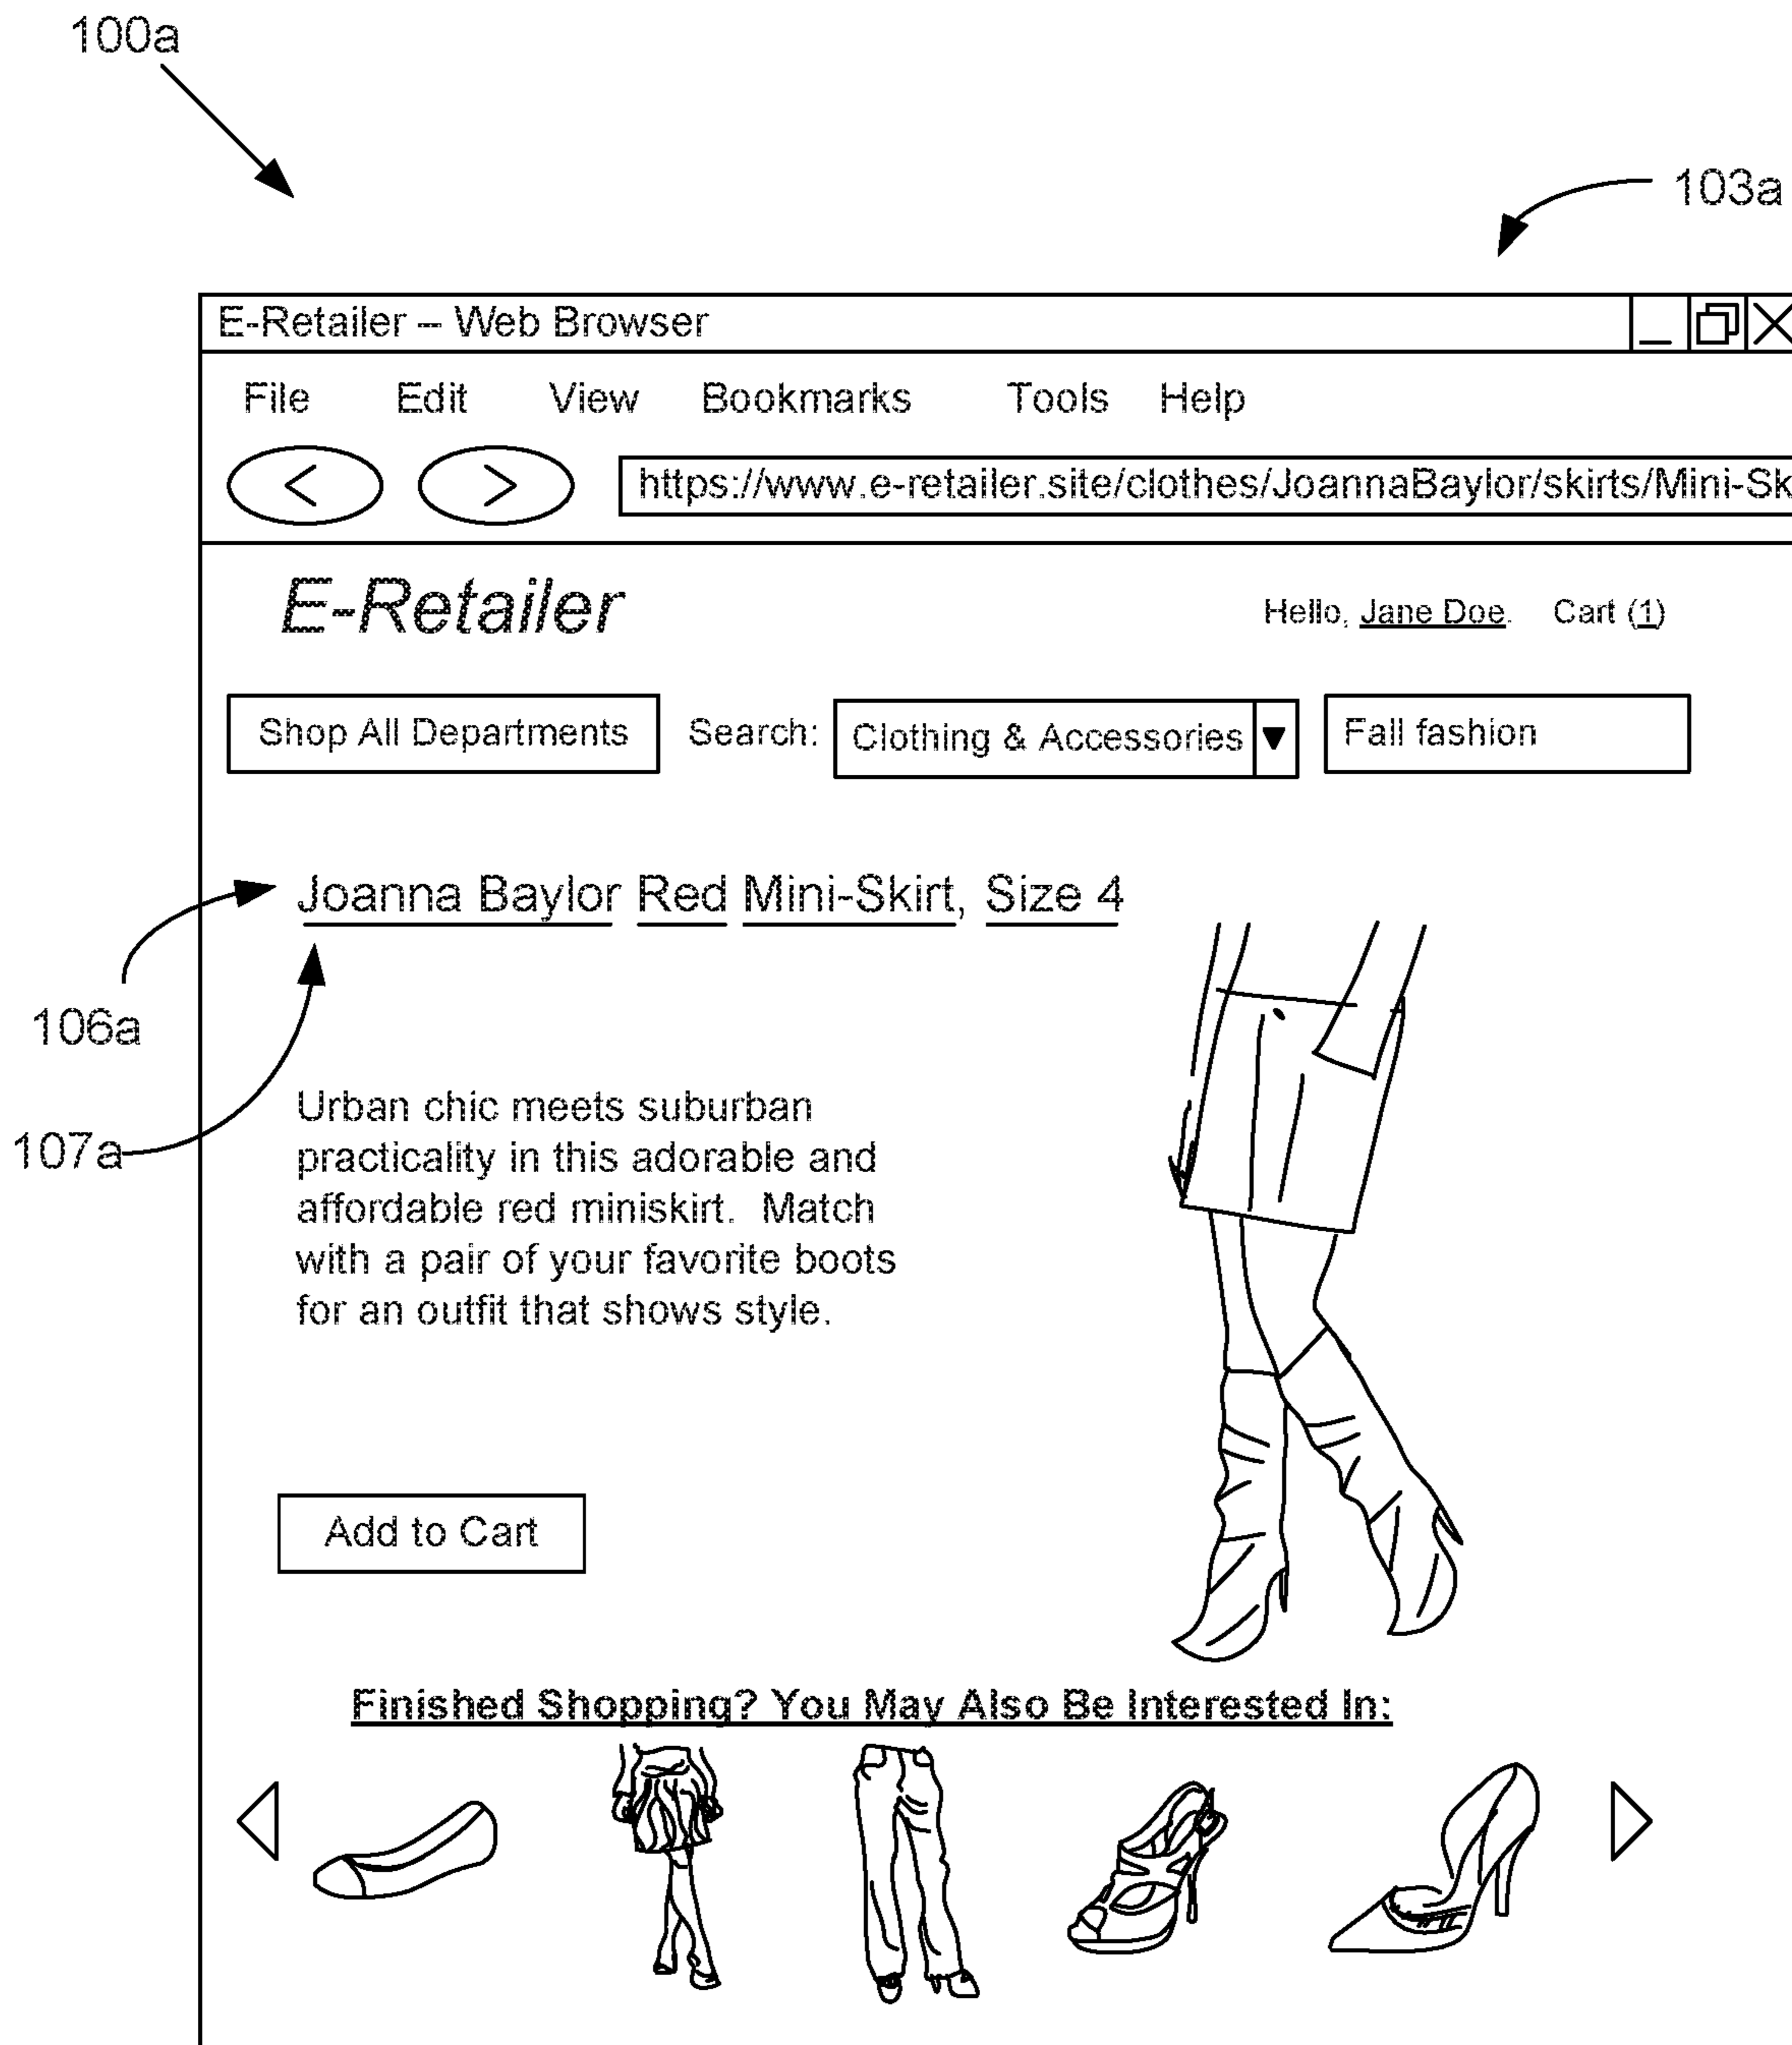 100a
103a
E-Retailer – Web Browser
File Edit View Bookmarks Tools Help
< > https://www.e-retailer.site/clothes/JoannaBaylor/skirts/Mini-Sk
E-Retailer Hello, Jane Doe. Cart (1)
Shop All Departments Search: Clothing & Accessories Fall fashion
Joanna Baylor Red Mini-Skirt, Size 4
106a
107a
Urban chic meets suburban
practicality in this adorable and
affordable red miniskirt. Match
with a pair of your favorite boots
for an outfit that shows style.
Add to Cart
Finished Shopping? You May Also Be Interested In: